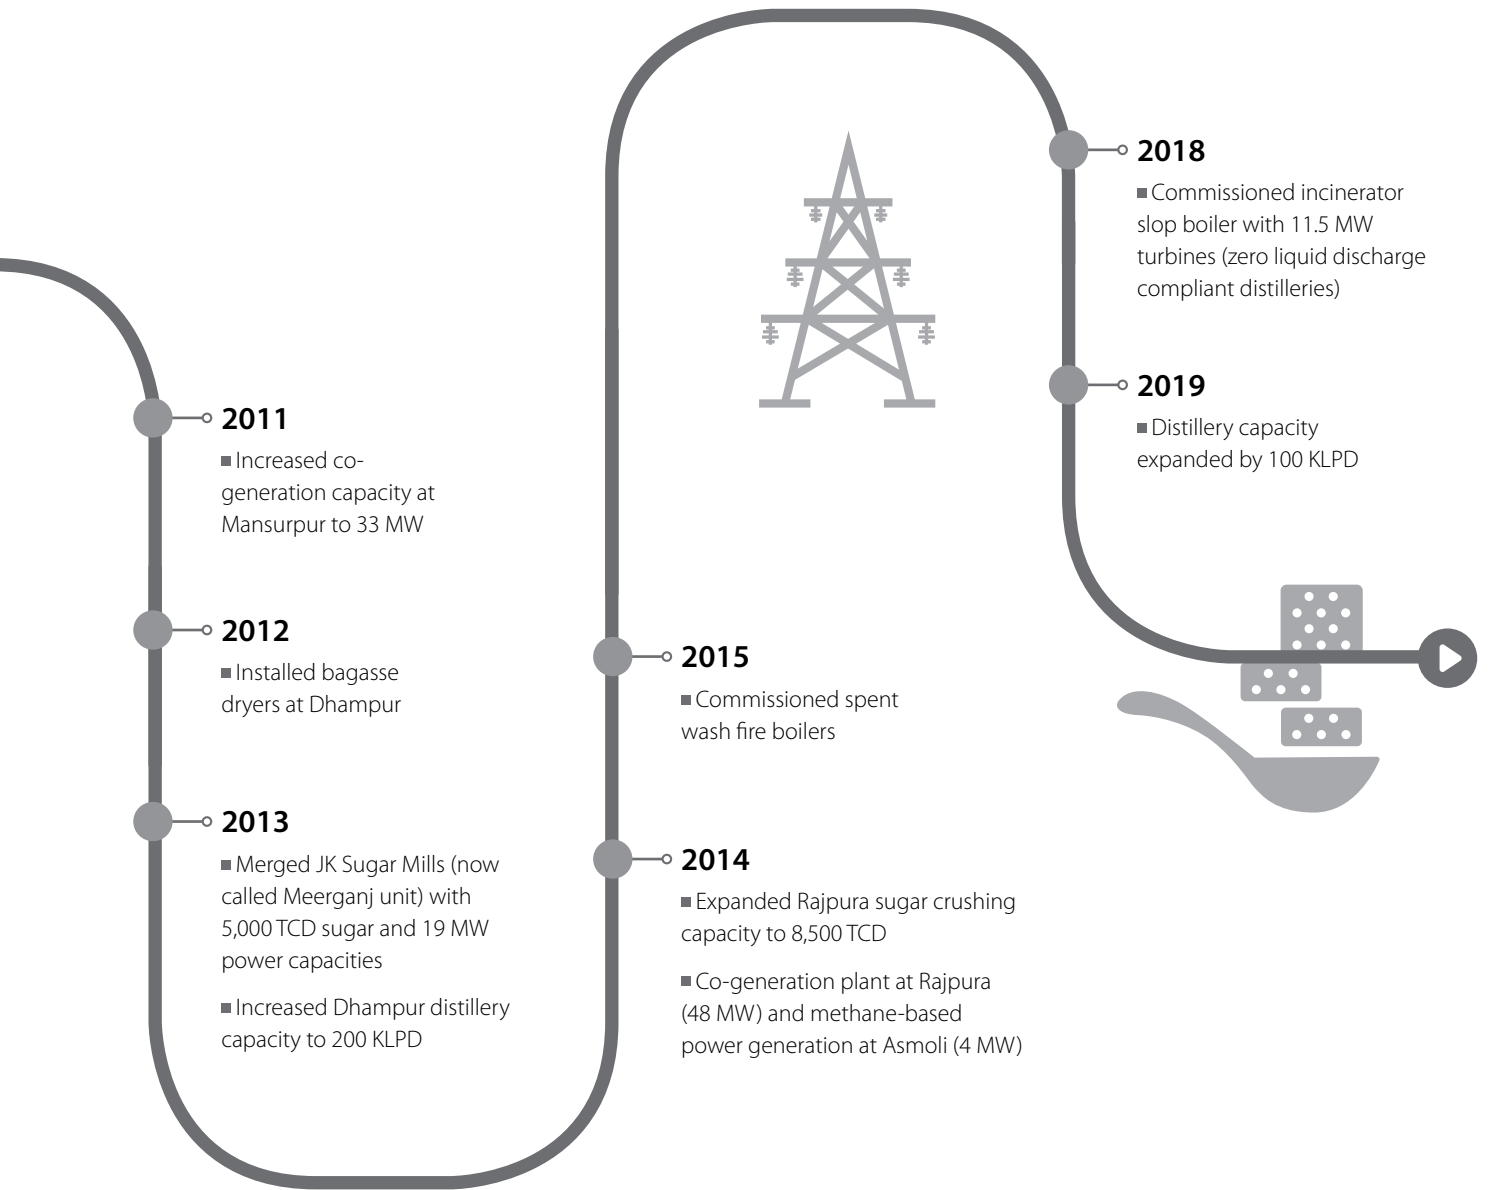 2011
■ Increased co-
generation capacity at
Mansurpur to 33 MW
2012
■ Installed bagasse
dryers at Dhampur
2013
■ Merged JK Sugar Mills (now
called Meerganj unit) with
5,000 TCD sugar and 19 MW
power capacities
■ Increased Dhampur distillery
capacity to 200 KLPD
2014
■ Expanded Rajpura sugar crushing
capacity to 8,500 TCD
■ Co-generation plant at Rajpura
(48 MW) and methane-based
power generation at Asmoli (4 MW)
2015
■ Commissioned spent
wash fire boilers
2018
■ Commissioned incinerator
slop boiler with 11.5 MW
turbines (zero liquid discharge
compliant distilleries)
2019
■ Distillery capacity
expanded by 100 KLPD